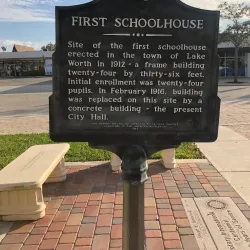 FIRST SCHOOLHOUSE
Site of the first schoolhouse
erected in the town of Lake
Worth in 1912 - a frame building
twenty-four by thirty-six feet.
Initial enrollment was twenty-four
pupils. In February 1916, building
was replaced on this site by a
concrete building - the present
City Hall.